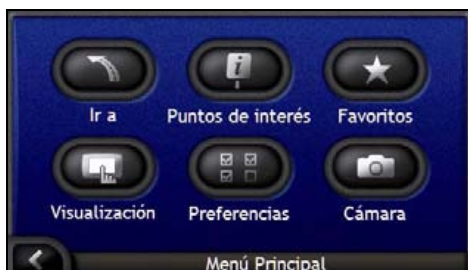 Ir a Puntos de interés Favoritos
Visualización Preferencias Cámara
Menú Principal